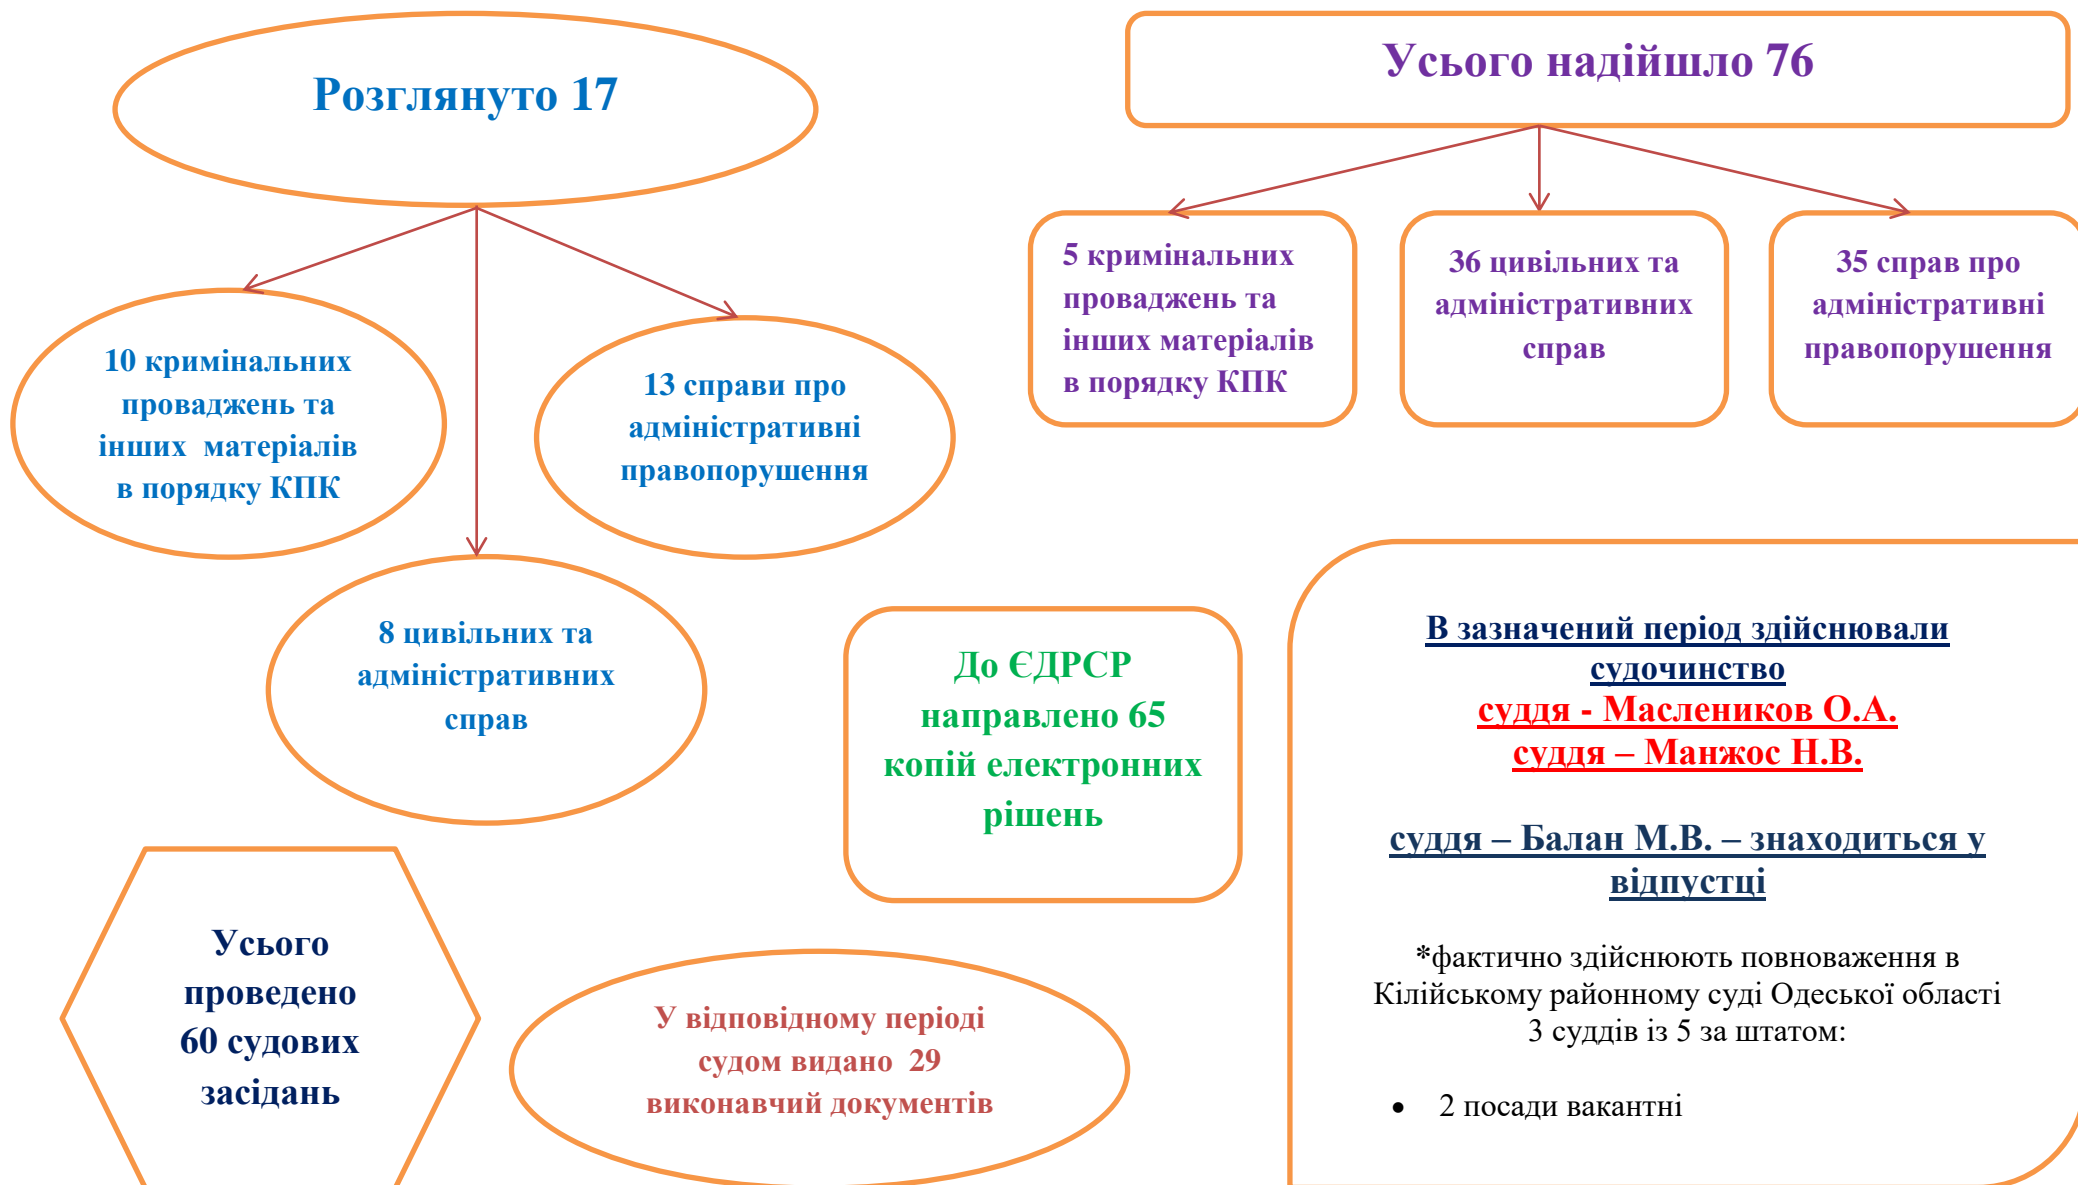 Розглянуто 17
Усього надійшло 76
10 кримінальних
проваджень та
інших  матеріалів
в порядку КПК
13 справи про
адміністративні
правопорушення
8 цивільних та
адміністративних
справ
5 кримінальних
проваджень та
інших матеріалів
в порядку КПК
36 цивільних та
адміністративних
справ
35 справ про
адміністративні
правопорушення
До ЄДРСР
направлено 65
копій електронних
рішень
В зазначений період здійснювали
судочинство
суддя - Маслеников О.А.
суддя – Манжос Н.В.
суддя – Балан М.В. – знаходиться у
відпустці
*фактично здійснюють повноваження в
Кілійському районному суді Одеської області
3 суддів із 5 за штатом:
• 2 посади вакантні
Усього
проведено
60 судових
засідань
У відповідному періоді
судом видано  29
виконавчий документів